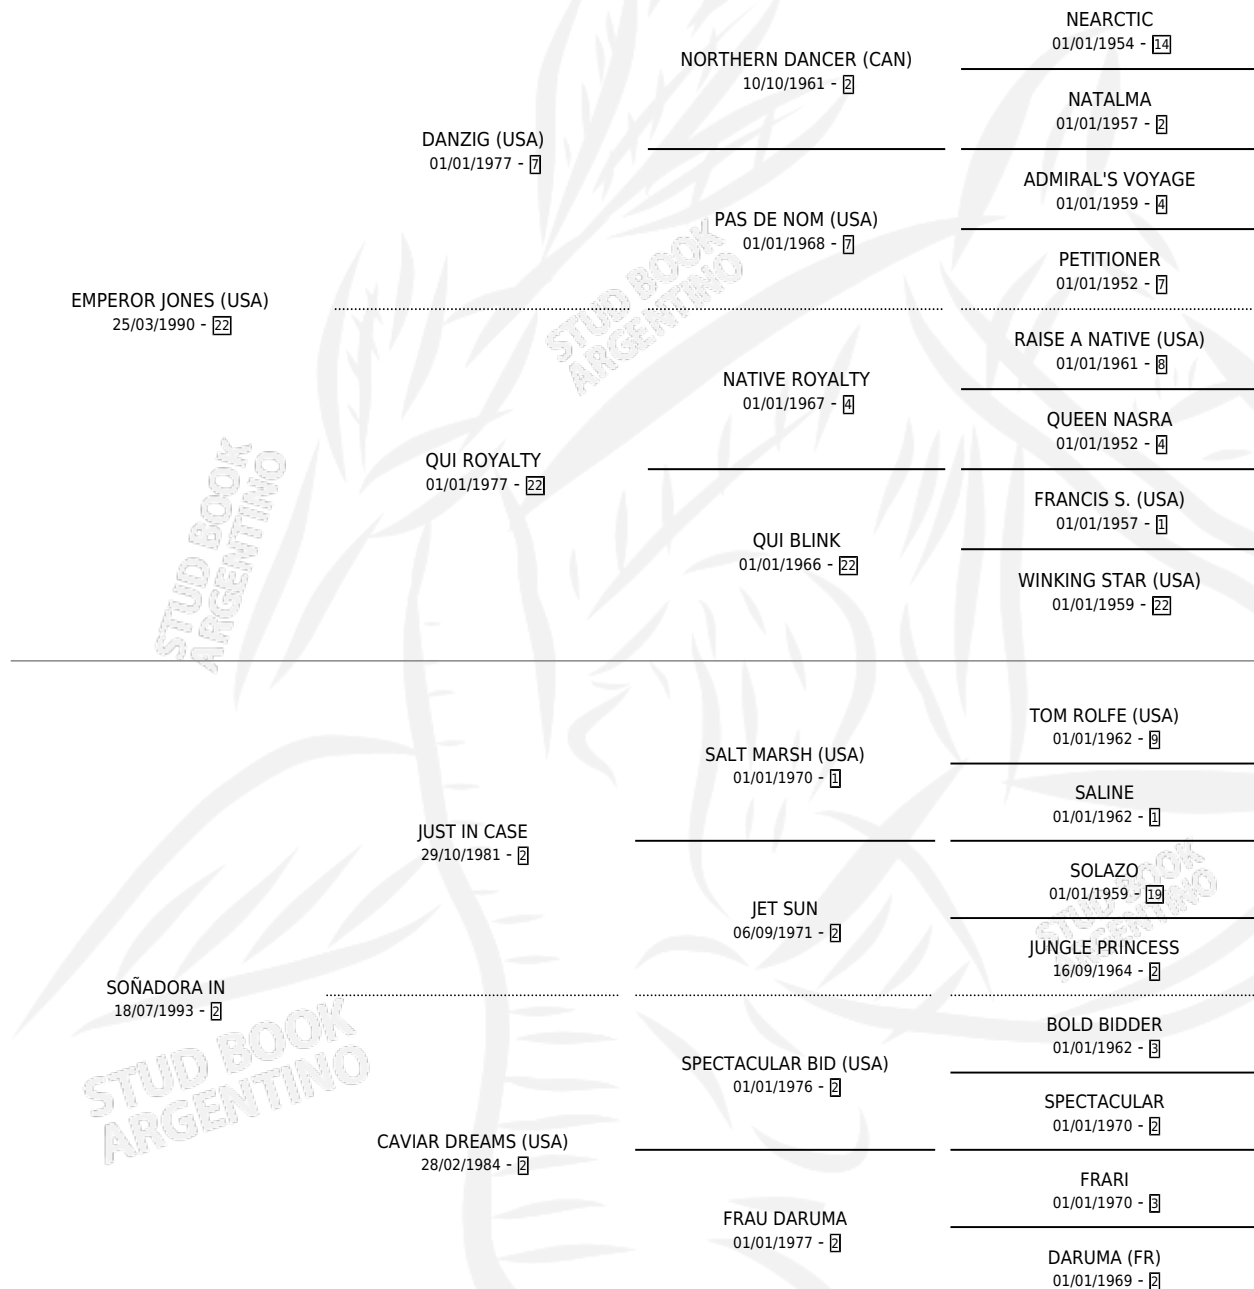 NEARCTIC
01/01/1954 - 14
NORTHERN DANCER (CAN)
10/10/1961 - 2
NATALMA
01/01/1957 - 2
DANZIG (USA)
01/01/1977 - 7
ADMIRAL'S VOYAGE
01/01/1959 - 4
PAS DE NOM (USA)
01/01/1968 - 7
PETITIONER
01/01/1952 - 7
EMPEROR JONES (USA)
25/03/1990 - 22
RAISE A NATIVE (USA)
01/01/1961 - 8
NATIVE ROYALTY
01/01/1967 - 4
QUEEN NASRA
01/01/1952 - 4
QUI ROYALTY
01/01/1977 - 22
FRANCIS S. (USA)
01/01/1957 - 1
QUI BLINK
01/01/1966 - 22
WINKING STAR (USA)
01/01/1959 - 22
STUD BOOK
ARGENTINO
STUD BOOK
ARGENTINO
TOM ROLFE (USA)
01/01/1962 - 9
SALT MARSH (USA)
01/01/1970 - 1
SALINE
01/01/1962 - 1
JUST IN CASE
29/10/1981 - 2
SOLAZO
01/01/1959 - 19
JET SUN
06/09/1971 - 2
JUNGLE PRINCESS
16/09/1964 - 2
SOÑADORA IN
18/07/1993 - 2
BOLD BIDDER
01/01/1962 - 3
SPECTACULAR BID (USA)
01/01/1976 - 2
SPECTACULAR
01/01/1970 - 2
CAVIAR DREAMS (USA)
28/02/1984 - 2
FRARI
01/01/1970 - 3
FRAU DARUMA
01/01/1977 - 2
DARUMA (FR)
01/01/1969 - 2
STUD BOOK
ARGENTINO
STUD BOOK
ARGENTINO